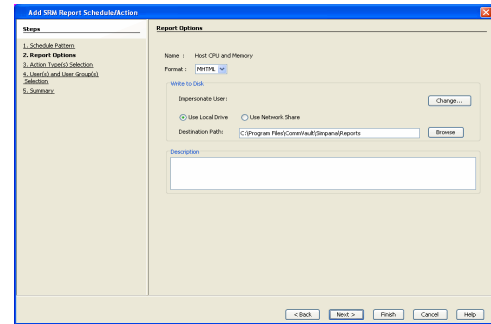 Add SRM Report Schedule/Action
Steps
1. Schedule Pattern
2. Report Options
3. Action Type(s) Selection
4. User(s) and User Group(s)
Selection
5. Summary
Report Options
Name : Host CPU and Memory
Format : MHTML
Write to Disk
Impersonate User:
Change...
Use Local Drive Use Network Share
Destination Path: C:\Program Files\CommVault\Simpana\Reports Browse
Description
< Back Next > Finish Cancel Help